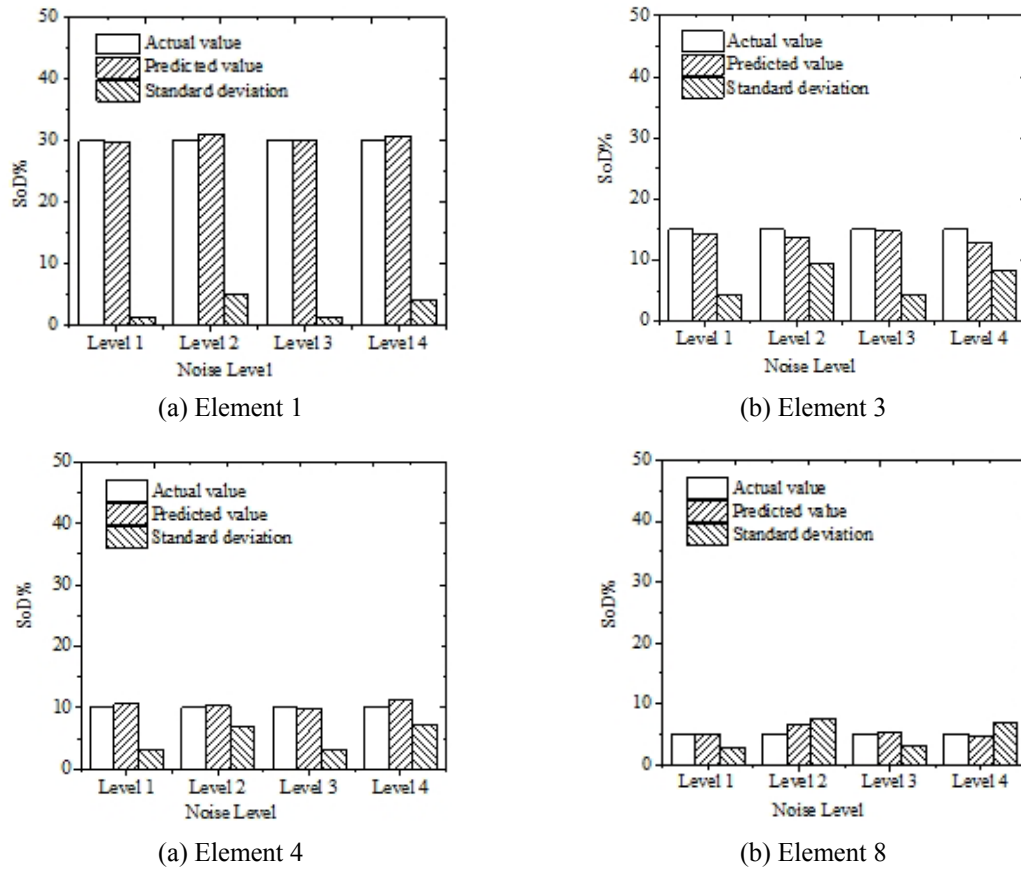 50
40
30
20
10
0
SoD%
Actual value
Predicted value
Standard deviation
Level 1 Level 2 Level 3 Level 4
Noise Level
(a) Element 1
50
40
30
20
10
0
SoD%
Actual value
Predicted value
Standard deviation
Level 1 Level 2 Level 3 Level 4
Noise Level
(b) Element 3
50
40
30
20
10
0
SoD%
Actual value
Predicted value
Standard deviation
Level 1 Level 2 Level 3 Level 4
Noise Level
(a) Element 4
50
40
30
20
10
0
SoD%
Actual value
Predicted value
Standard deviation
Level 1 Level 2 Level 3 Level 4
Noise Level
(b) Element 8